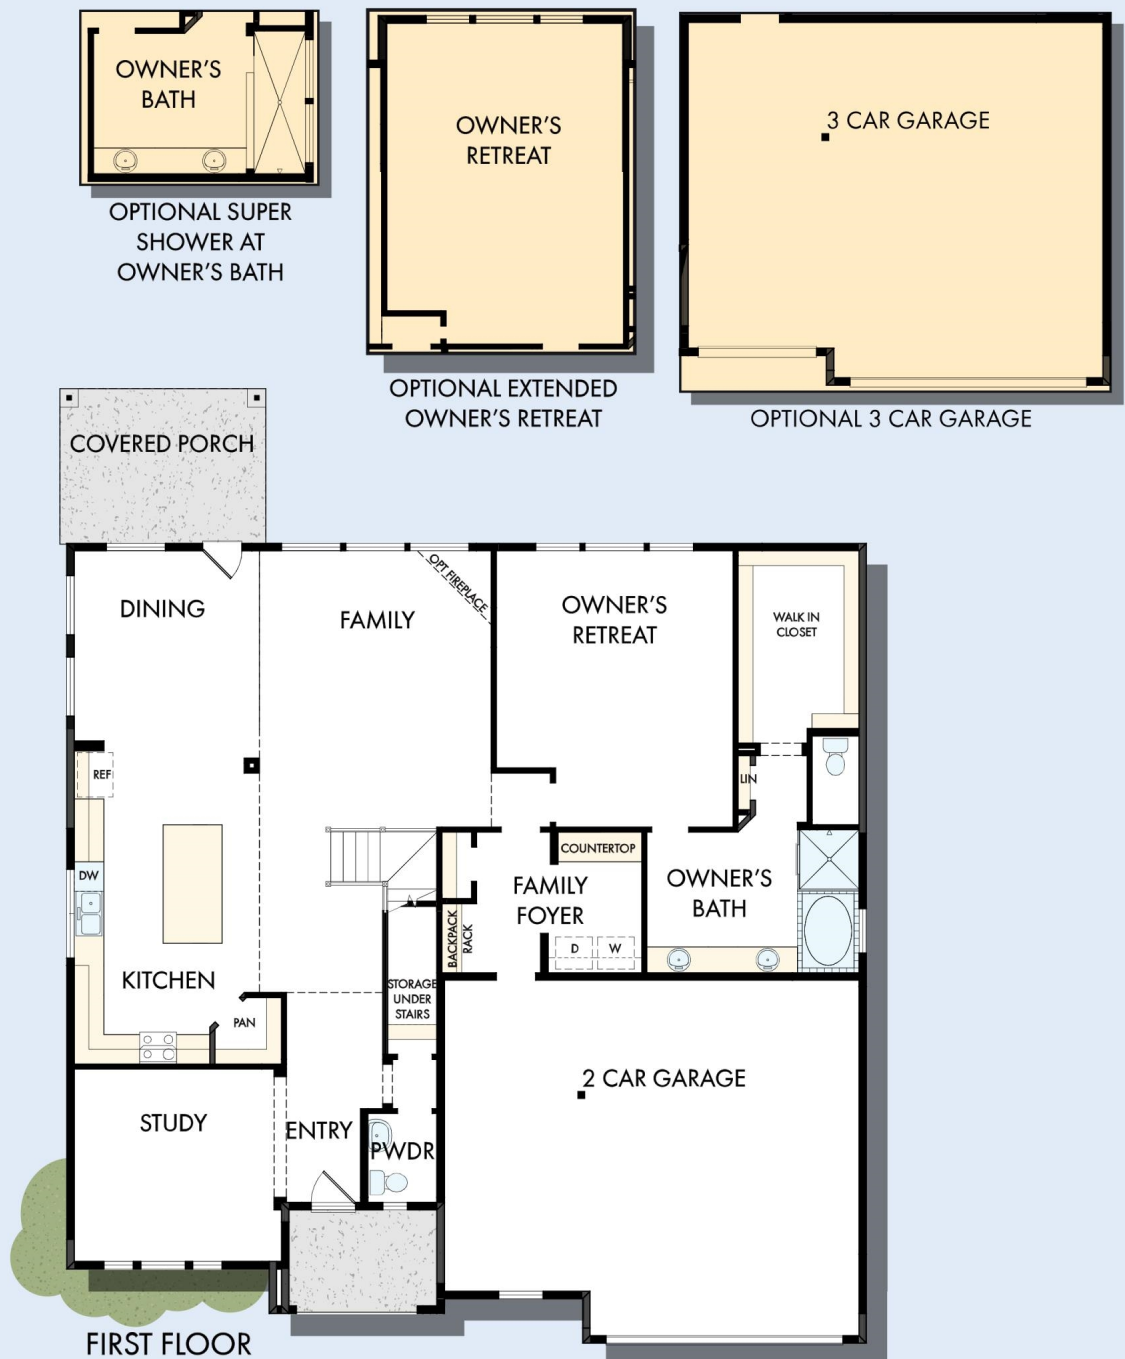 OWNER'S
BATH
OPTIONAL SUPER
SHOWER AT
OWNER'S BATH
OWNER'S
RETREAT
OPTIONAL EXTENDED
OWNER'S RETREAT
3 CAR GARAGE
OPTIONAL 3 CAR GARAGE
COVERED PORCH
DINING
FAMILY
OPT FIREPLACE
OWNER'S
RETREAT
WALK IN
CLOSET
REF
LIN
DW
COUNTERTOP
FAMILY
FOYER
OWNER'S
BATH
BACKPACK
RACK
D
W
KITCHEN
STORAGE
UNDER
STAIRS
PAN
2 CAR GARAGE
STUDY
ENTRY
PWDR
FIRST FLOOR